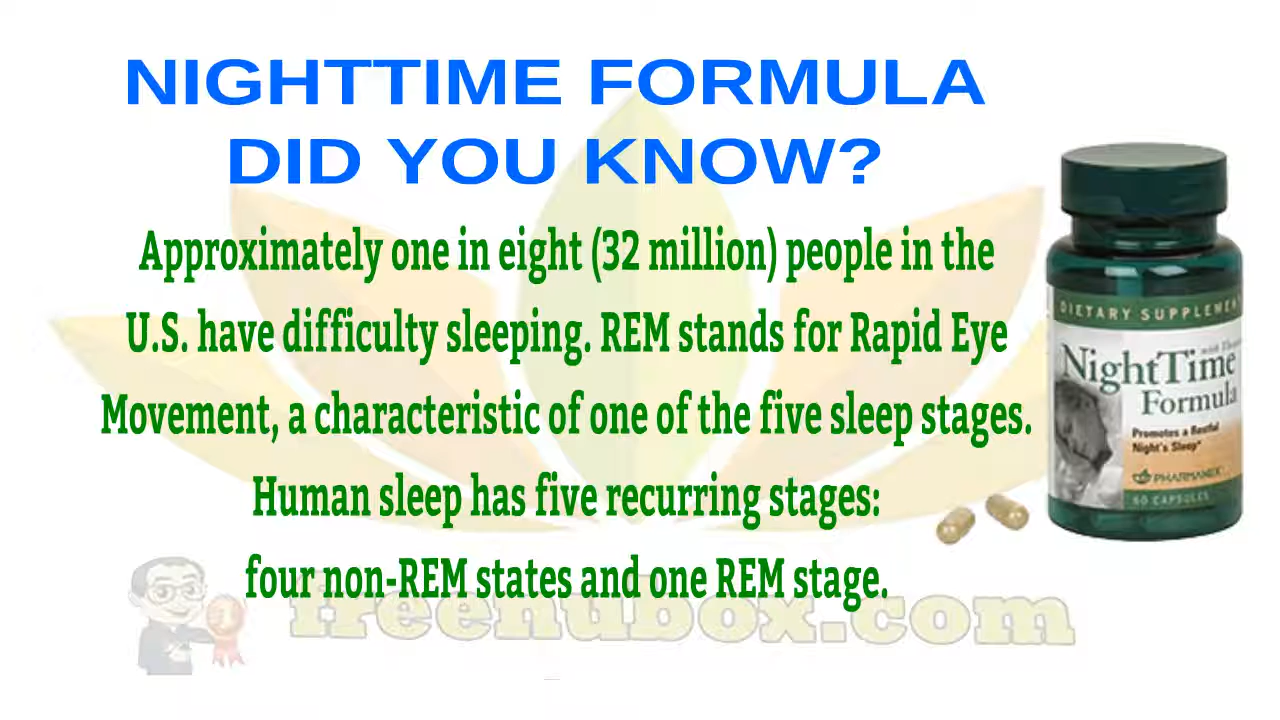 NIGHTTIME FORMULA
DID YOU KNOW?
Approximately one in eight (32 million) people in the
U.S. have difficulty sleeping. REM stands for Rapid Eye
Movement, a characteristic of one of the five sleep stages.
Human sleep has five recurring stages:
four non-REM states and one REM stage.
freenubox.com
DIETARY SUPPLEMENT
NightTime
Formula
Promotes a Restful
Night's Sleep*
PHARMANEX
60 CAPSULES